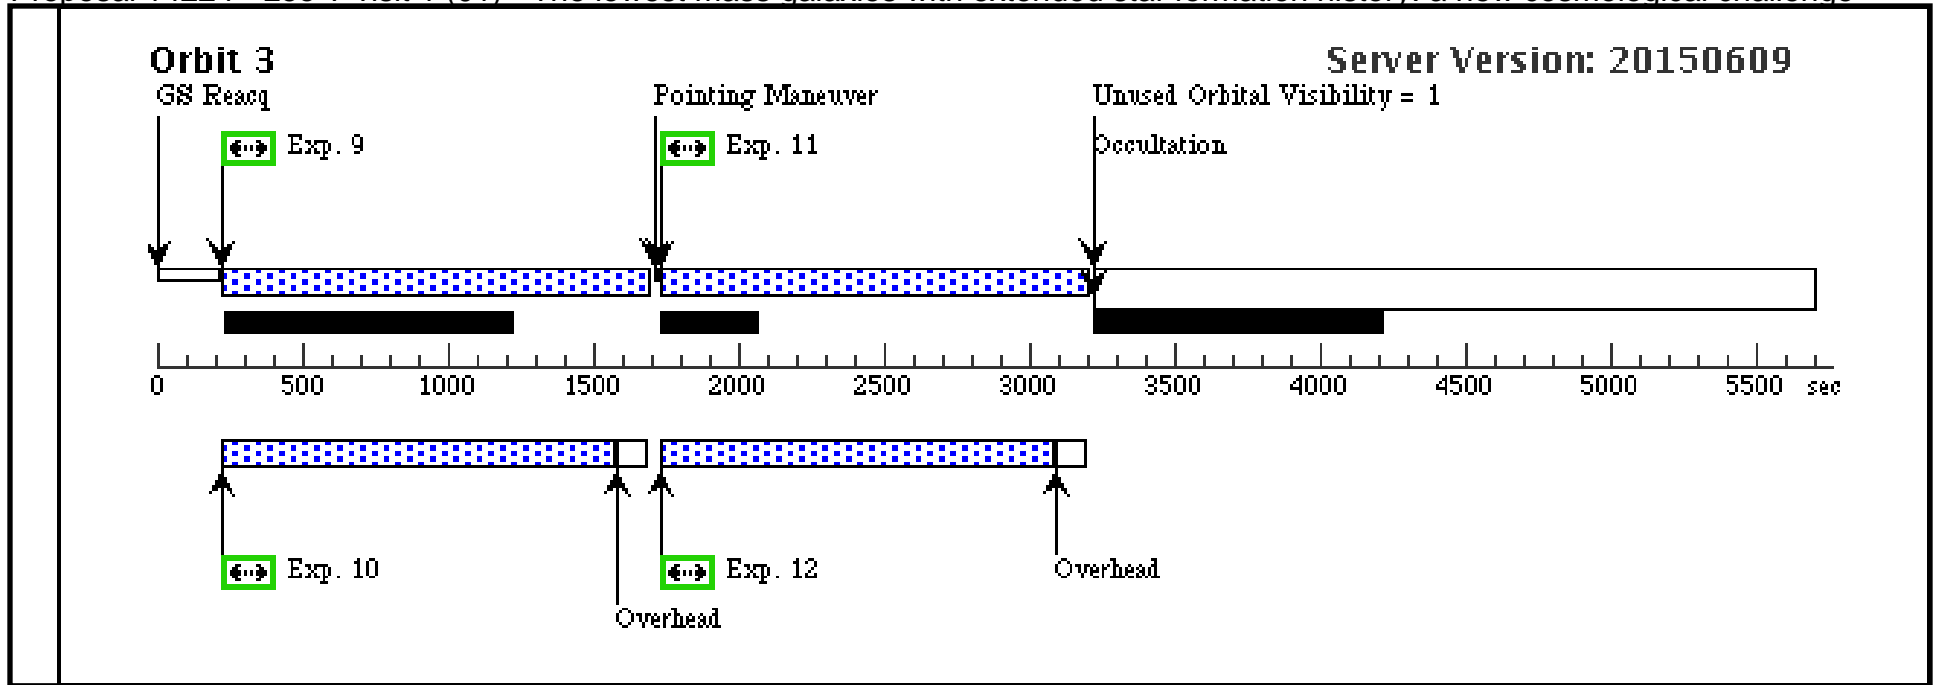 Orbit 3
Server Version: 20150609
GS Reacq
Pointing Maneuver
Unused Orbital Visibility = 1
Exp. 9
Exp. 11
Occultation
0
500
1000
1500
2000
2500
3000
3500
4000
4500
5000
5500
sec
Exp. 10
Exp. 12
Overhead
Overhead